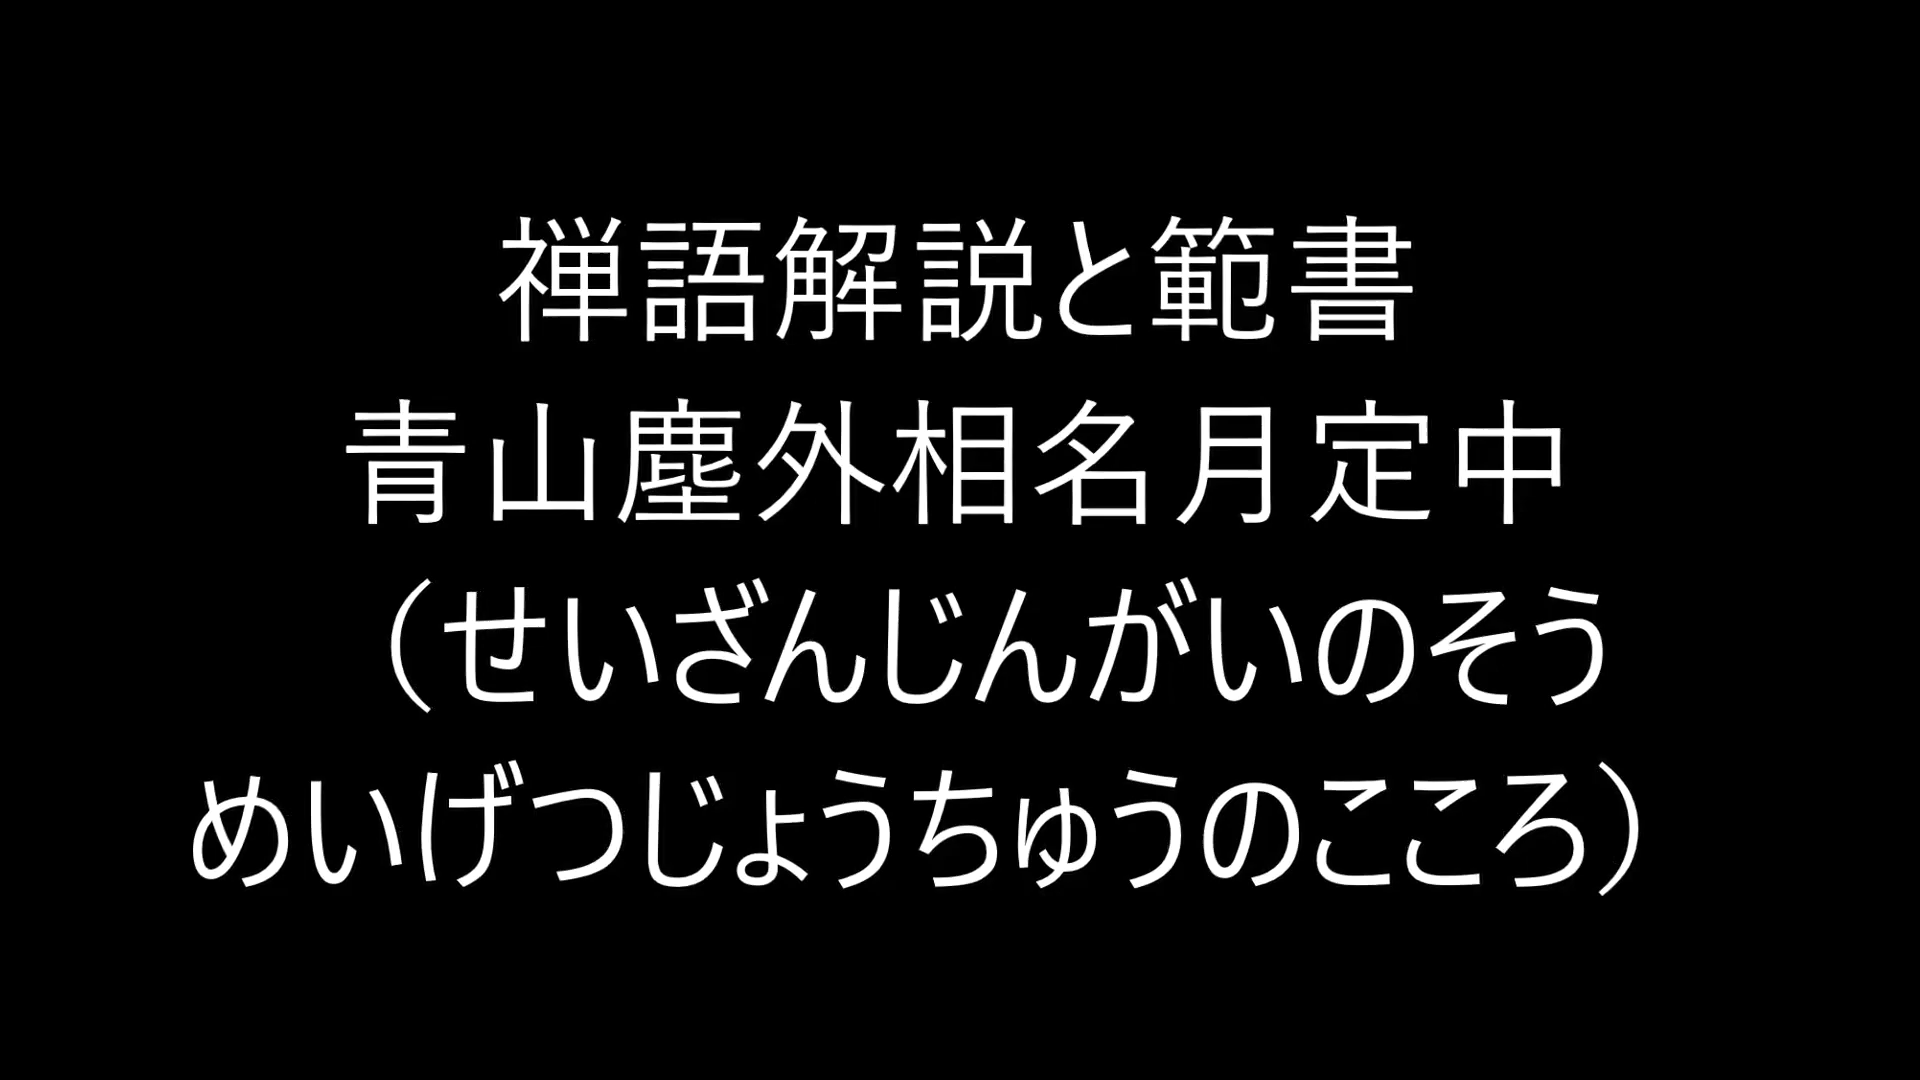 禅語解説と範書
青山塵外相名月定中
（せいざんじんがいのそう
めいげつじょうちゅうのこころ）